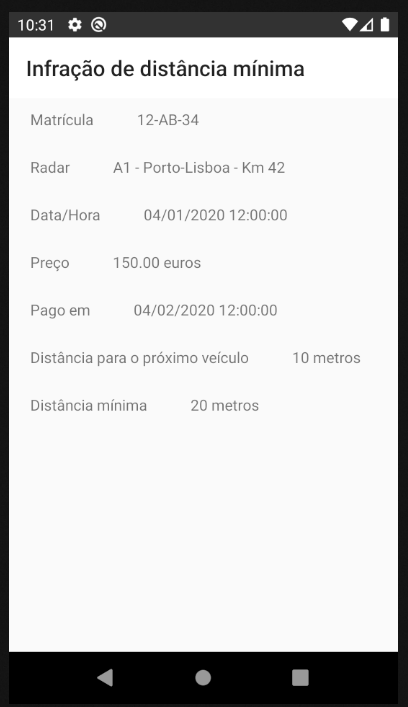 10:31
Infração de distância mínima
Matrícula 12-AB-34
Radar A1 - Porto-Lisboa - Km 42
Data/Hora 04/01/2020 12:00:00
Preço 150.00 euros
Pago em 04/02/2020 12:00:00
Distância para o próximo veículo 10 metros
Distância mínima 20 metros